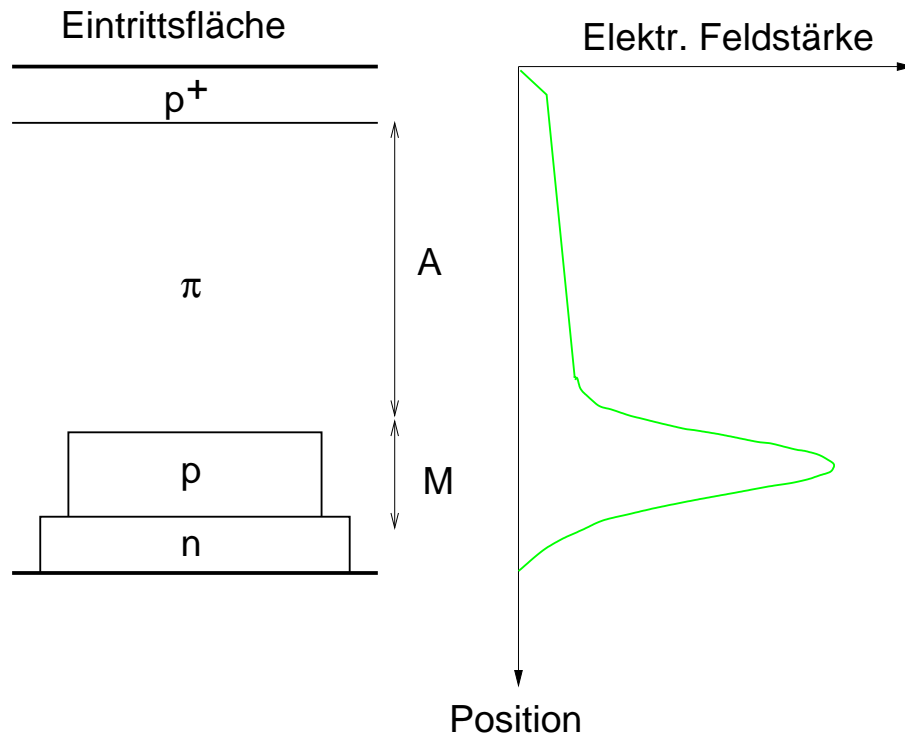 Eintrittsfläche
Elektr. Feldstärke
p+
A
π
p
M
n
Position